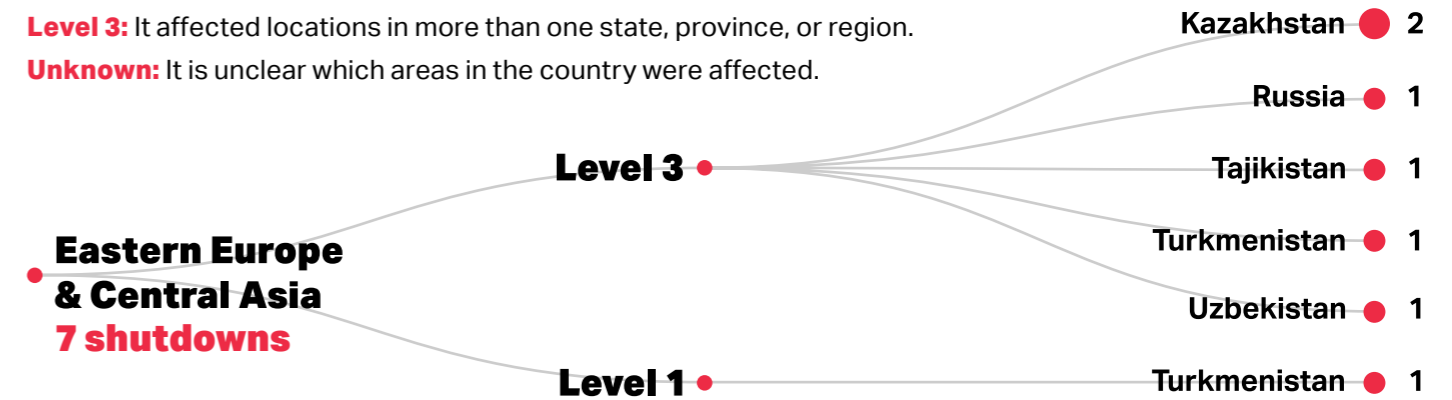 Level 3: It affected locations in more than one state, province, or region.
Unknown: It is unclear which areas in the country were affected.
Kazakhstan 2
Russia 1
Level 3
Tajikistan 1
Turkmenistan 1
Eastern Europe
& Central Asia
7 shutdowns
Uzbekistan 1
Level 1
Turkmenistan 1